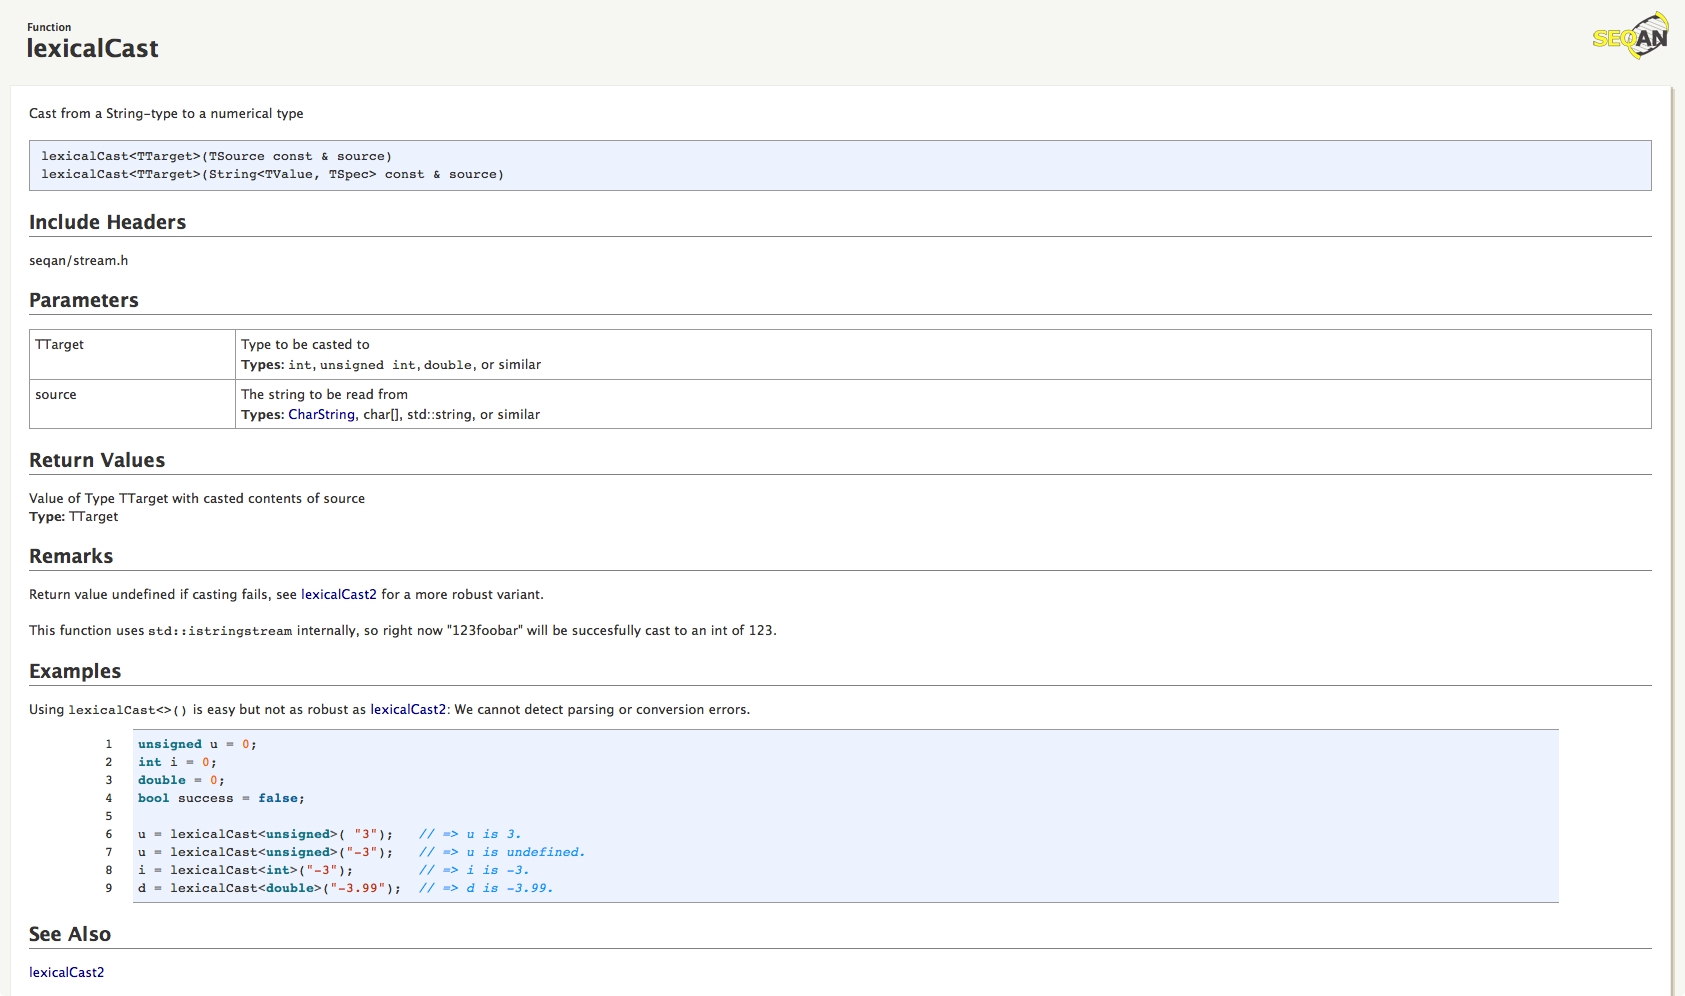 Function
lexicalCast
SEQAN
Cast from a String-type to a numerical type
lexicalCast<TTarget>(TSource const & source)
lexicalCast<TTarget>(String<TValue, TSpec> const & source)
Include Headers
seqan/stream.h
Parameters
TTarget
Type to be casted to
Types: int, unsigned int, double, or similar
source
The string to be read from
Types: CharString, char[], std::string, or similar
Return Values
Value of Type TTarget with casted contents of source
Type: TTarget
Remarks
Return value undefined if casting fails, see lexicalCast2 for a more robust variant.
This function uses std::istringstream internally, so right now "123foobar" will be succesfully cast to an int of 123.
Examples
Using lexicalCast<>() is easy but not as robust as lexicalCast2: We cannot detect parsing or conversion errors.
1 unsigned u = 0;
2 int i = 0;
3 double = 0;
4 bool success = false;
5
6 u = lexicalCast<unsigned>( "3");   // => u is 3.
7 u = lexicalCast<unsigned>("-3");   // => u is undefined.
8 i = lexicalCast<int>("-3");        // => i is -3.
9 d = lexicalCast<double>("-3.99");  // => d is -3.99.
See Also
lexicalCast2